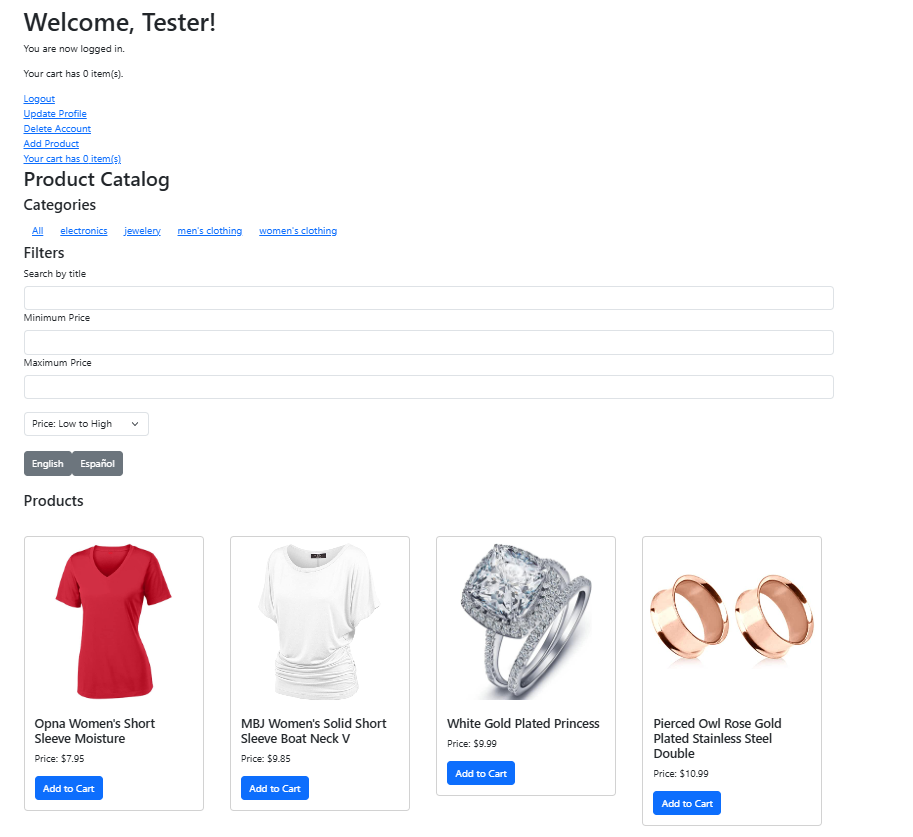 Welcome, Tester!
You are now logged in.
Your cart has 0 item(s).
Logout
Update Profile
Delete Account
Add Product
Your cart has 0 item(s)
Product Catalog
Categories
All electronics jewelery men's clothing women's clothing
Filters
Search by title
Minimum Price
Maximum Price
Price: Low to High
English Español
Products
Opna Women's Short
Sleeve Moisture
Price: $7.95
Add to Cart
MBJ Women's Solid Short
Sleeve Boat Neck V
Price: $9.85
Add to Cart
White Gold Plated Princess
Price: $9.99
Add to Cart
Pierced Owl Rose Gold
Plated Stainless Steel
Double
Price: $10.99
Add to Cart